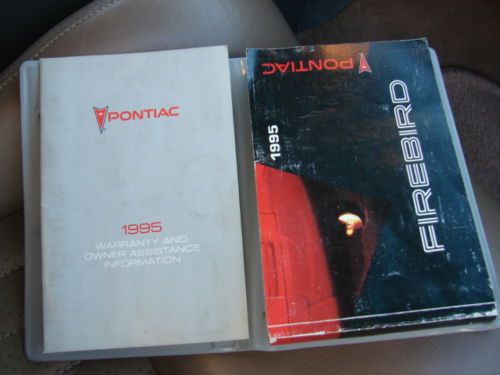 PONTIAC
1995
WARRANTY AND
OWNER ASSISTANCE
INFORMATION
PONTIAC
1995
FIREBIRD